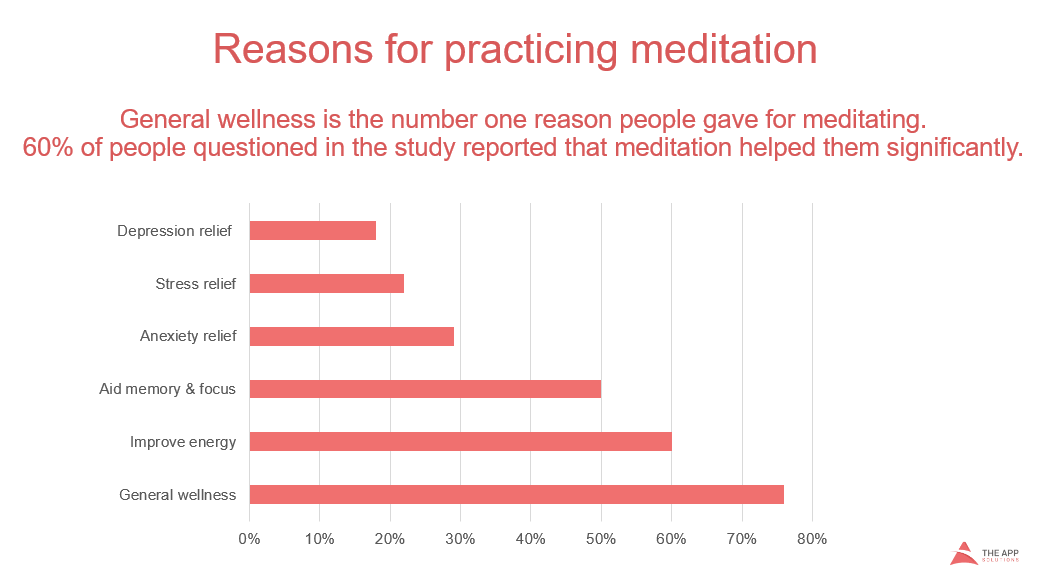 Reasons for practicing meditation
General wellness is the number one reason people gave for meditating.
60% of people questioned in the study reported that meditation helped them significantly.
Depression relief
Stress relief
Anexiety relief
Aid memory & focus
Improve energy
General wellness
0% 10% 20% 30% 40% 50% 60% 70% 80%
THE APP
SOLUTIONS